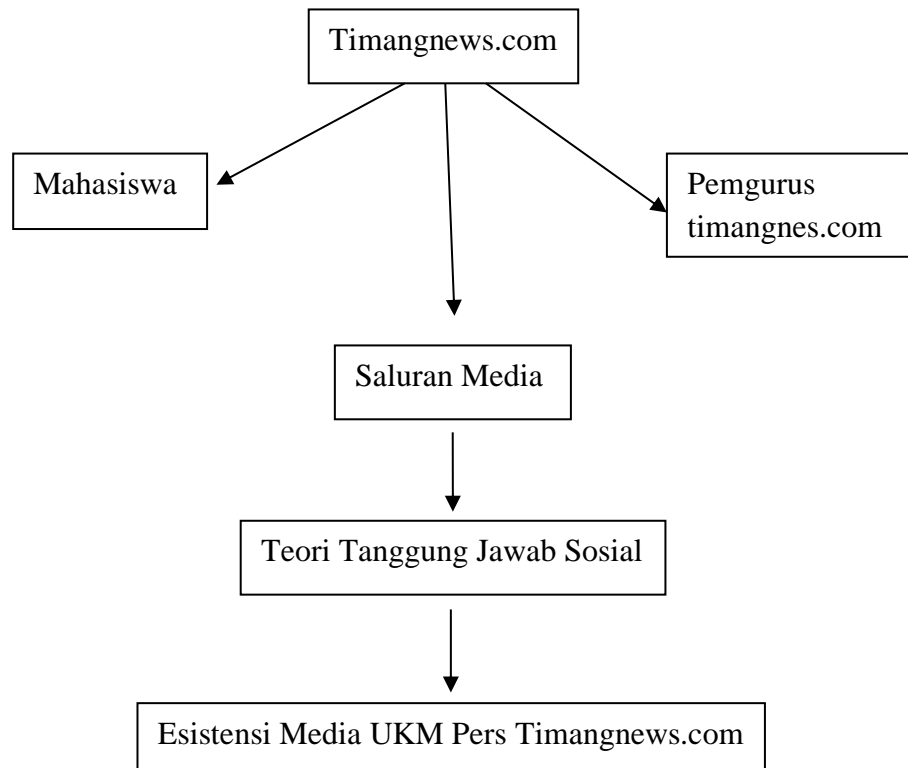 Timangnews.com
Mahasiswa
Pemgurus
timangnes.com
Saluran Media
Teori Tanggung Jawab Sosial
Esistensi Media UKM Pers Timangnews.com